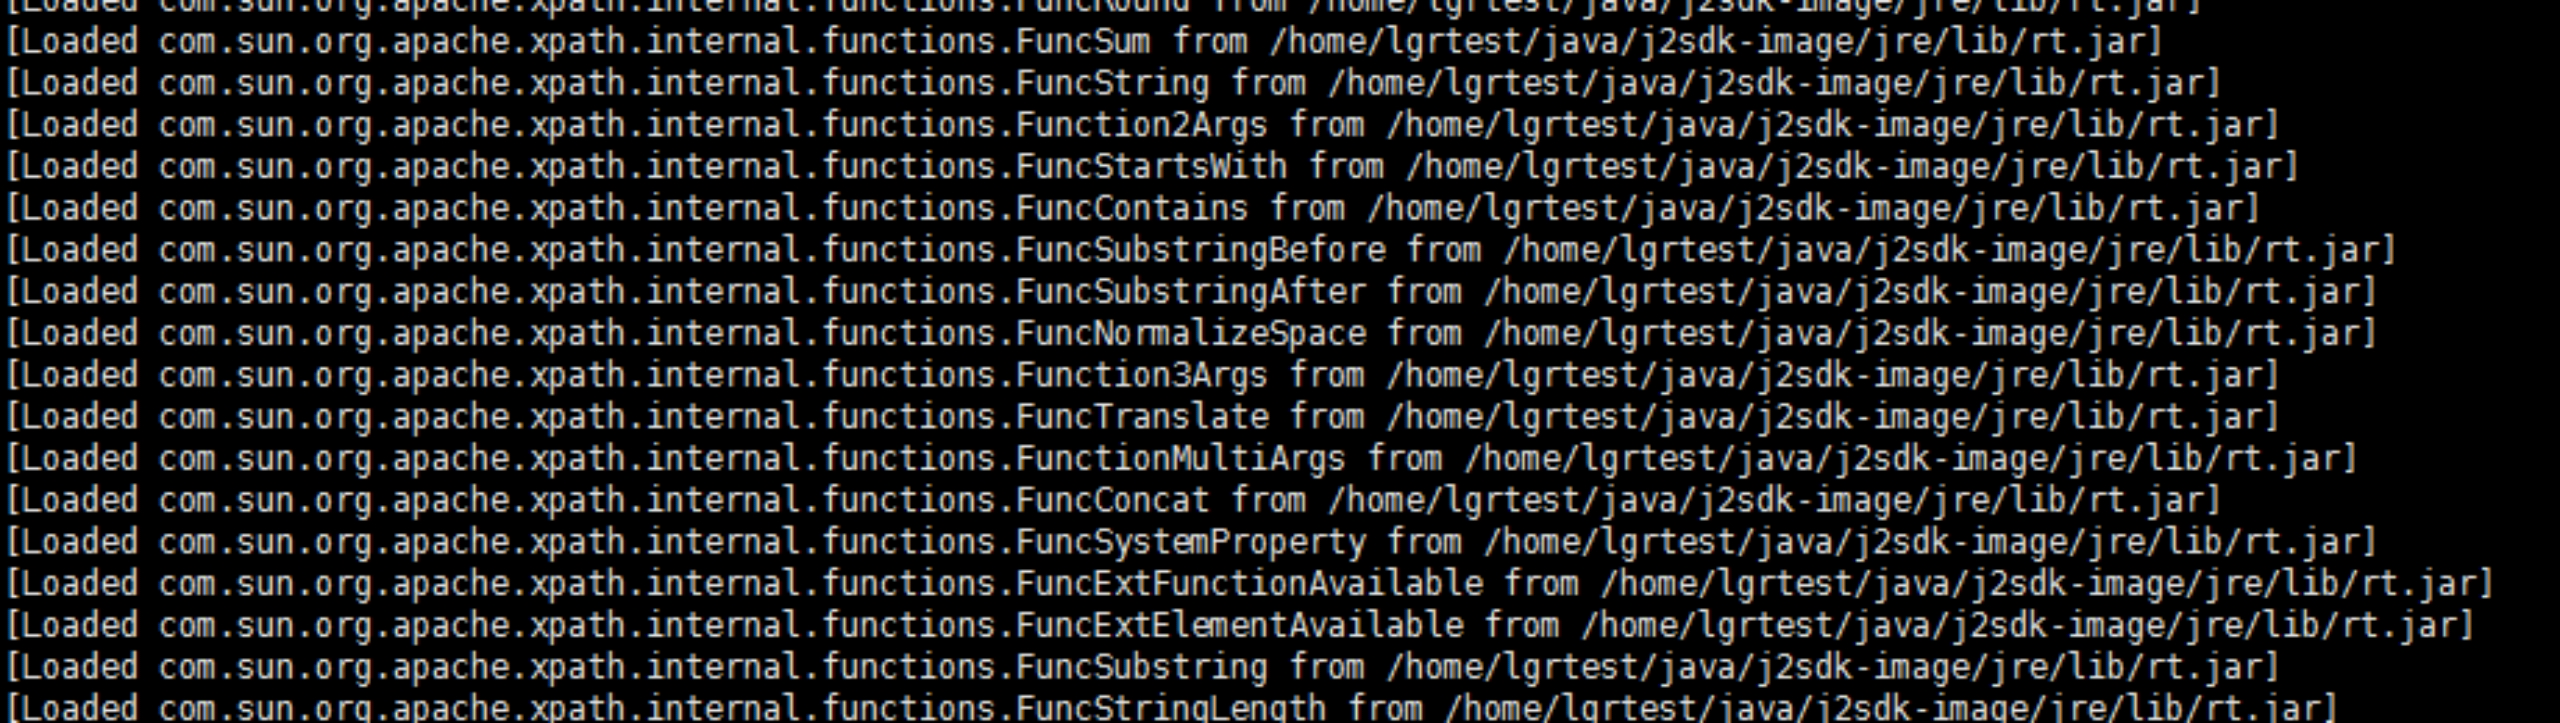 [Loaded com.sun.org.apache.xpath.internal.functions.FuncRound from /home/lgrtest/java/j2sdk-image/jre/lib/rt.jar]
[Loaded com.sun.org.apache.xpath.internal.functions.FuncSum from /home/lgrtest/java/j2sdk-image/jre/lib/rt.jar]
[Loaded com.sun.org.apache.xpath.internal.functions.FuncString from /home/lgrtest/java/j2sdk-image/jre/lib/rt.jar]
[Loaded com.sun.org.apache.xpath.internal.functions.Function2Args from /home/lgrtest/java/j2sdk-image/jre/lib/rt.jar]
[Loaded com.sun.org.apache.xpath.internal.functions.FuncStartsWith from /home/lgrtest/java/j2sdk-image/jre/lib/rt.jar]
[Loaded com.sun.org.apache.xpath.internal.functions.FuncContains from /home/lgrtest/java/j2sdk-image/jre/lib/rt.jar]
[Loaded com.sun.org.apache.xpath.internal.functions.FuncSubstringBefore from /home/lgrtest/java/j2sdk-image/jre/lib/rt.jar]
[Loaded com.sun.org.apache.xpath.internal.functions.FuncSubstringAfter from /home/lgrtest/java/j2sdk-image/jre/lib/rt.jar]
[Loaded com.sun.org.apache.xpath.internal.functions.FuncNormalizeSpace from /home/lgrtest/java/j2sdk-image/jre/lib/rt.jar]
[Loaded com.sun.org.apache.xpath.internal.functions.Function3Args from /home/lgrtest/java/j2sdk-image/jre/lib/rt.jar]
[Loaded com.sun.org.apache.xpath.internal.functions.FuncTranslate from /home/lgrtest/java/j2sdk-image/jre/lib/rt.jar]
[Loaded com.sun.org.apache.xpath.internal.functions.FunctionMultiArgs from /home/lgrtest/java/j2sdk-image/jre/lib/rt.jar]
[Loaded com.sun.org.apache.xpath.internal.functions.FuncConcat from /home/lgrtest/java/j2sdk-image/jre/lib/rt.jar]
[Loaded com.sun.org.apache.xpath.internal.functions.FuncSystemProperty from /home/lgrtest/java/j2sdk-image/jre/lib/rt.jar]
[Loaded com.sun.org.apache.xpath.internal.functions.FuncExtFunctionAvailable from /home/lgrtest/java/j2sdk-image/jre/lib/rt.jar]
[Loaded com.sun.org.apache.xpath.internal.functions.FuncExtElementAvailable from /home/lgrtest/java/j2sdk-image/jre/lib/rt.jar]
[Loaded com.sun.org.apache.xpath.internal.functions.FuncSubstring from /home/lgrtest/java/j2sdk-image/jre/lib/rt.jar]
[Loaded com.sun.org.apache.xpath.internal.functions.FuncStringLength from /home/lgrtest/java/j2sdk-image/jre/lib/rt.jar]